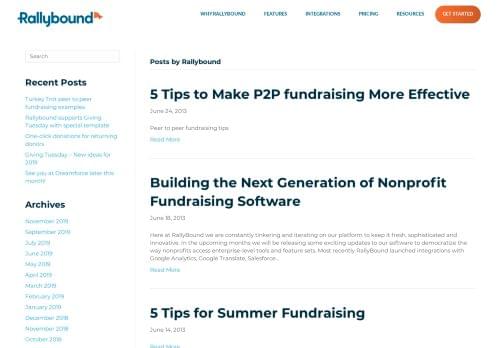 Rallybound
WHY RALLYBOUND
FEATURES
INTEGRATIONS
PRICING
RESOURCES
GET STARTED
Search
Recent Posts
Turkey Trot peer to peer
fundraising examples
Rallybound supports Giving
Tuesday with special template
One-click donations for returning
donors
Giving Tuesday – New ideas for
2019
See you at Dreamforce later this
month!
Archives
November 2019
September 2019
July 2019
June 2019
May 2019
April 2019
March 2019
February 2019
January 2019
December 2018
November 2018
October 2018
Posts by Rallybound
5 Tips to Make P2P fundraising More Effective
June 24, 2013
Peer to peer fundraising tips
Read More
Building the Next Generation of Nonprofit
Fundraising Software
June 18, 2013
Here at RallyBound we are constantly tinkering and iterating on our platform to keep it fresh, sophisticated and
innovative. In the upcoming months we will be releasing some exciting updates to our software to democratize the
way nonprofits access enterprise-level tools and feature sets. Most recently RallyBound launched integrations with
Google Analytics, Google Translate, Salesforce...
Read More
5 Tips for Summer Fundraising
June 14, 2013
Read More